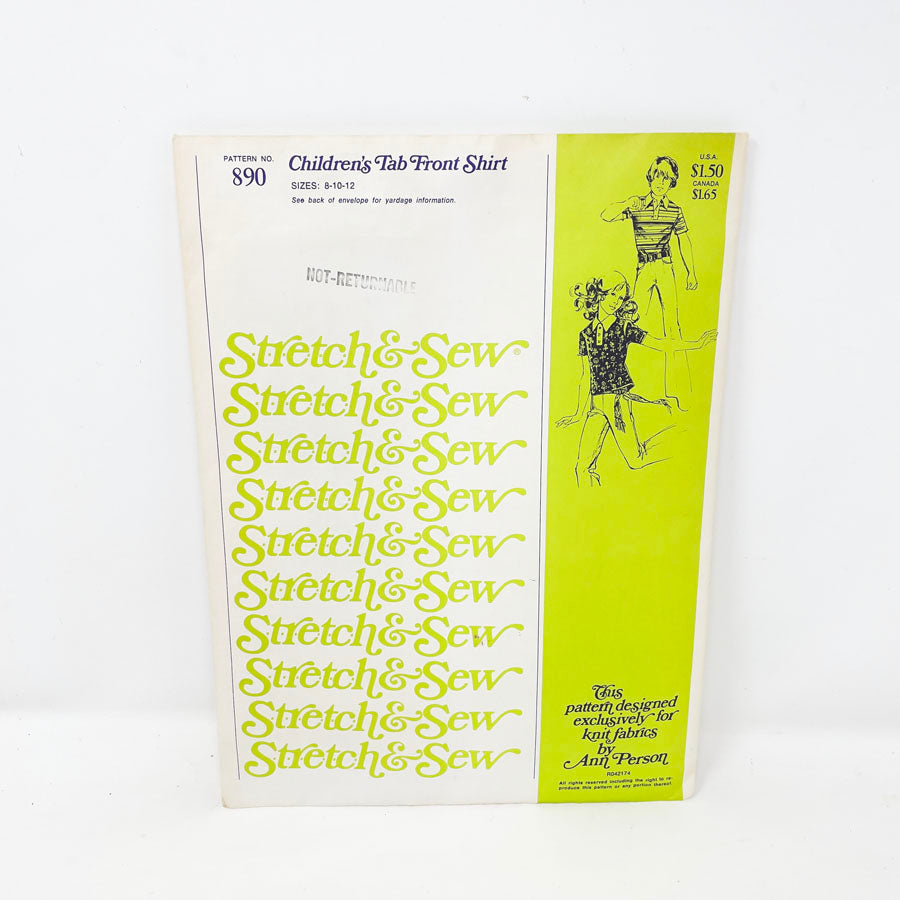 PATTERN NO.
890
Children's Tab Front Shirt
SIZES: 8-10-12
See back of envelope for yardage information.
NOT-RETURNABLE
Stretch & Sew®
Stretch & Sew
Stretch & Sew
Stretch & Sew
Stretch & Sew
Stretch & Sew
Stretch & Sew
Stretch & Sew
Stretch & Sew
Stretch & Sew
U.S.A.
$1.50
CANADA
$1.65
This
pattern designed
exclusively for
knit fabrics
by
Ann Person
R042174
All rights reserved including the right to re-
produce this pattern or any portion thereof.